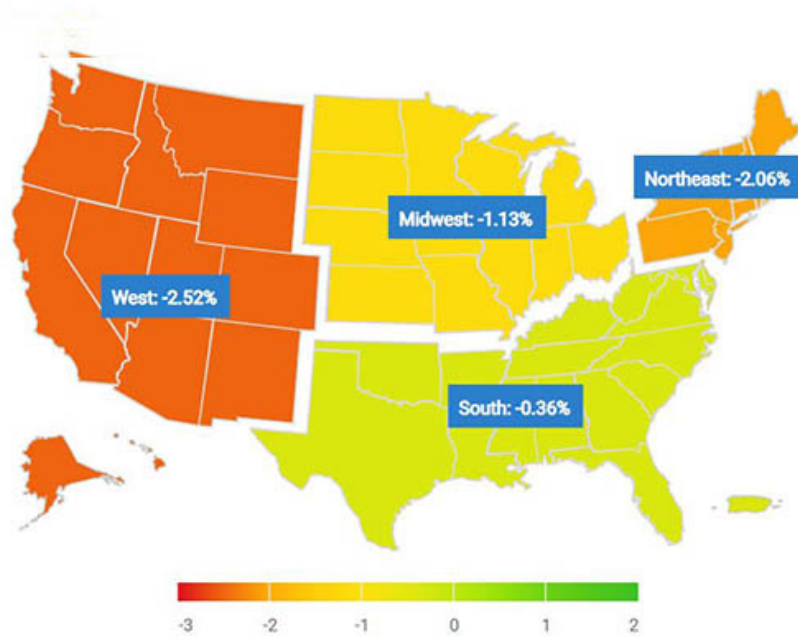 Northeast: -2.06%
Midwest: -1.13%
West: -2.52%
South: -0.36%
-3 -2 -1 0 1 2